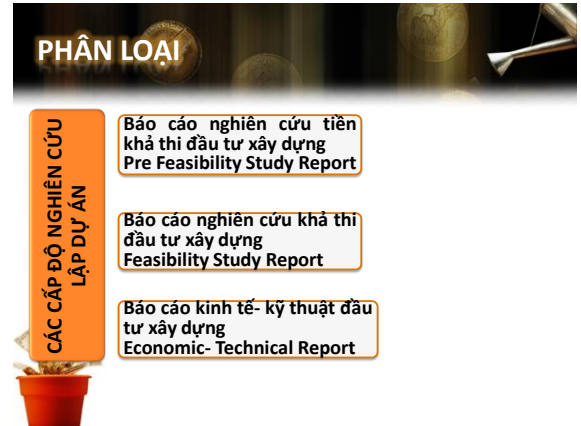 PHÂN LOẠI
CÁC CẤP ĐỘ NGHIÊN CỨU
LẬP DỰ ÁN
Báo cáo nghiên cứu tiền
khả thi đầu tư xây dựng
Pre Feasibility Study Report
Báo cáo nghiên cứu khả thi
đầu tư xây dựng
Feasibility Study Report
Báo cáo kinh tế- kỹ thuật đầu
tư xây dựng
Economic- Technical Report